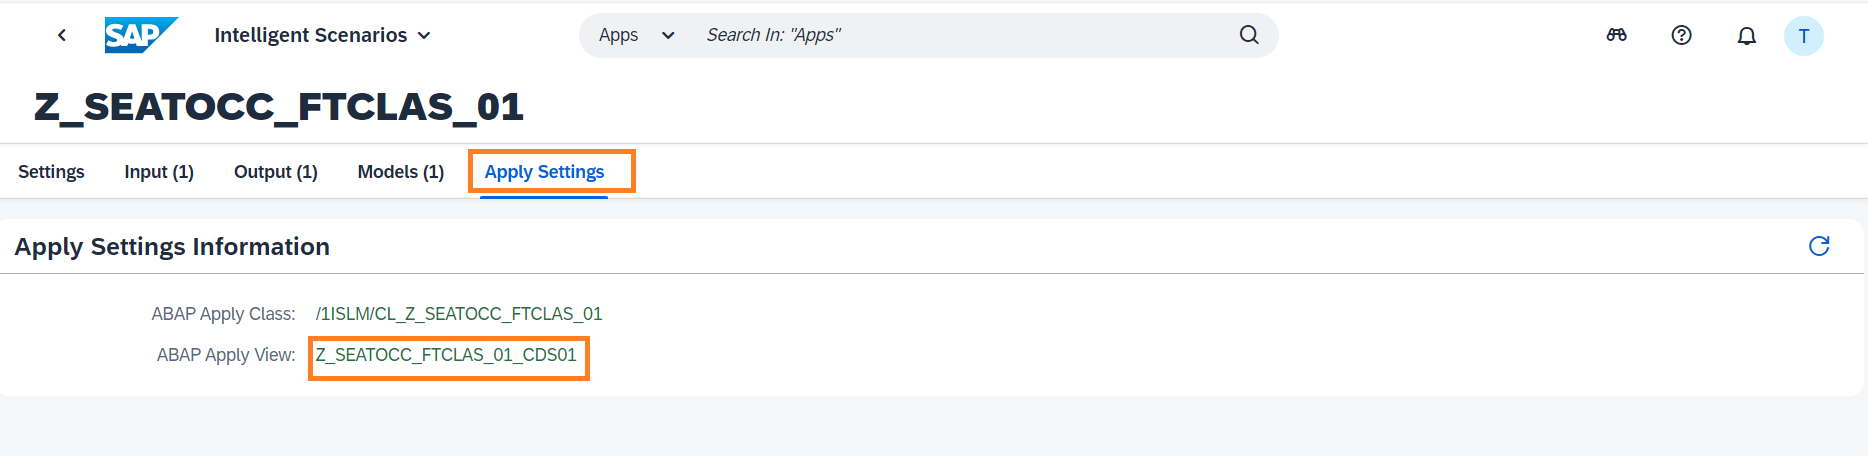 SAP Intelligent Scenarios Apps Search In: "Apps" T
Z_SEATOCC_FTCLAS_01
Settings Input (1) Output (1) Models (1) Apply Settings
Apply Settings Information
ABAP Apply Class: /1ISLM/CL_Z_SEATOCC_FTCLAS_01
ABAP Apply View: Z_SEATOCC_FTCLAS_01_CDS01